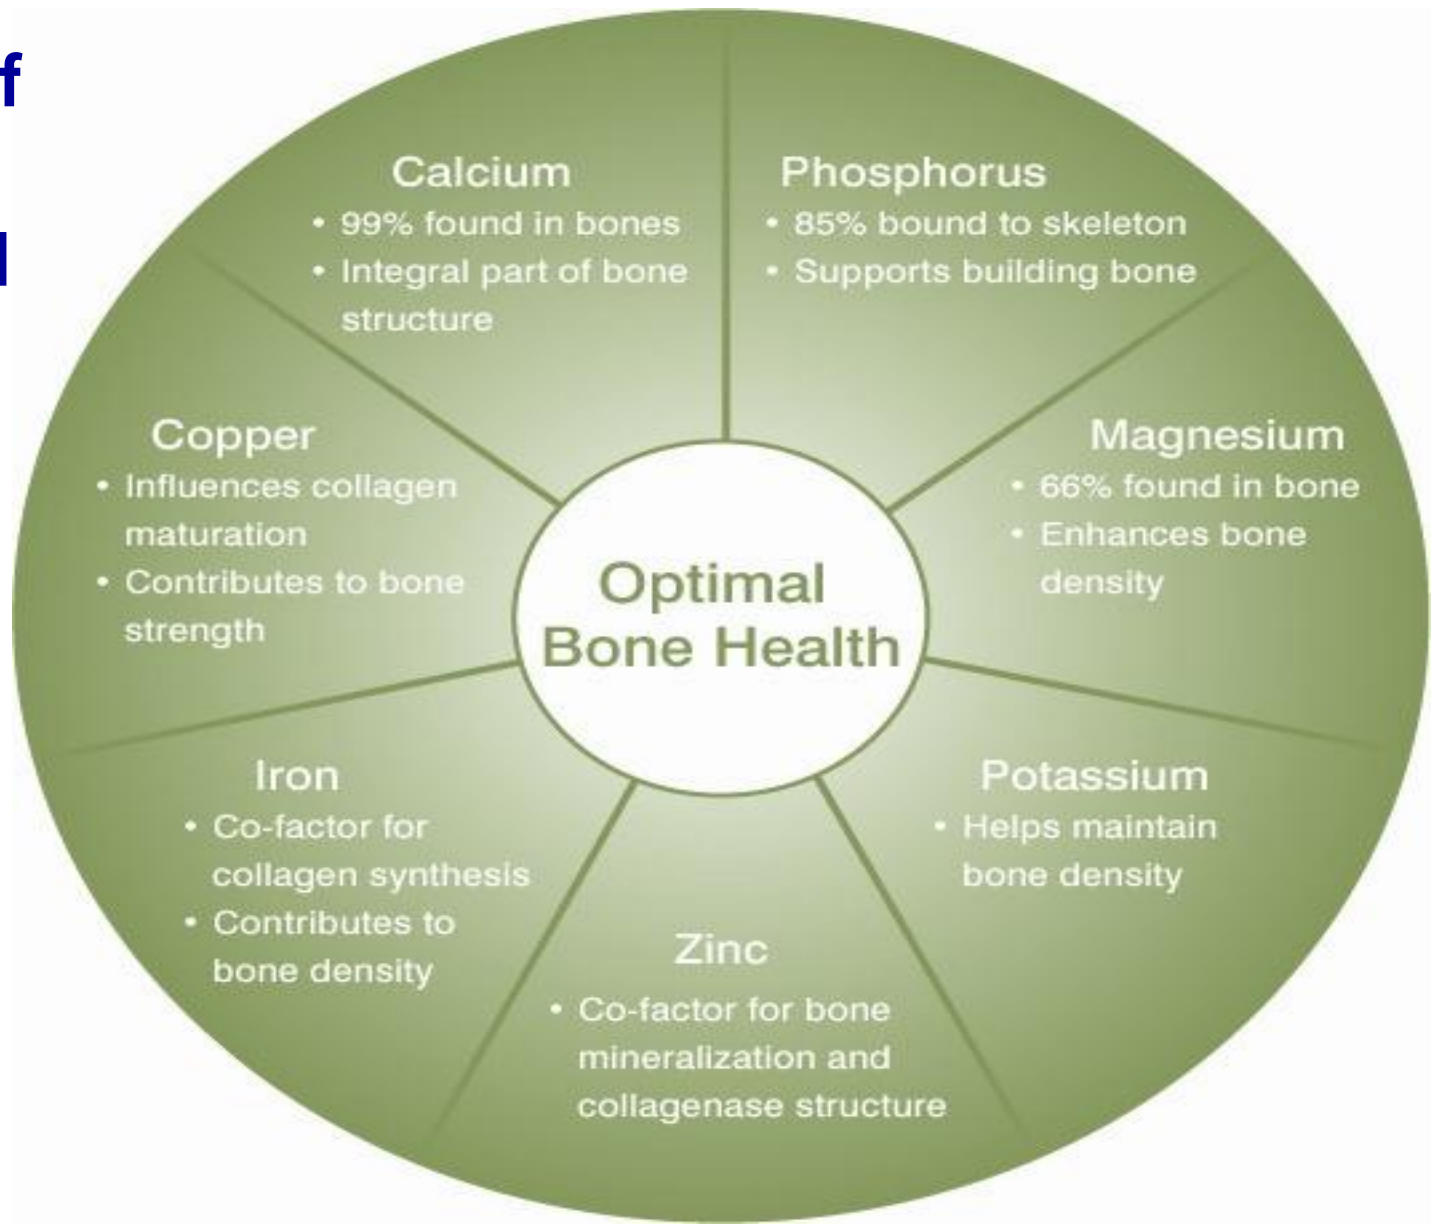 f
Calcium
• 99% found in bones
• Integral part of bone
structure
Phosphorus
• 85% bound to skeleton
• Supports building bone
Magnesium
• 66% found in bone
• Enhances bone
density
Potassium
• Helps maintain
bone density
Zinc
• Co-factor for bone
mineralization and
collagenase structure
Iron
• Co-factor for
collagen synthesis
• Contributes to
bone density
Copper
• Influences collagen
maturation
• Contributes to bone
strength
Optimal
Bone Health